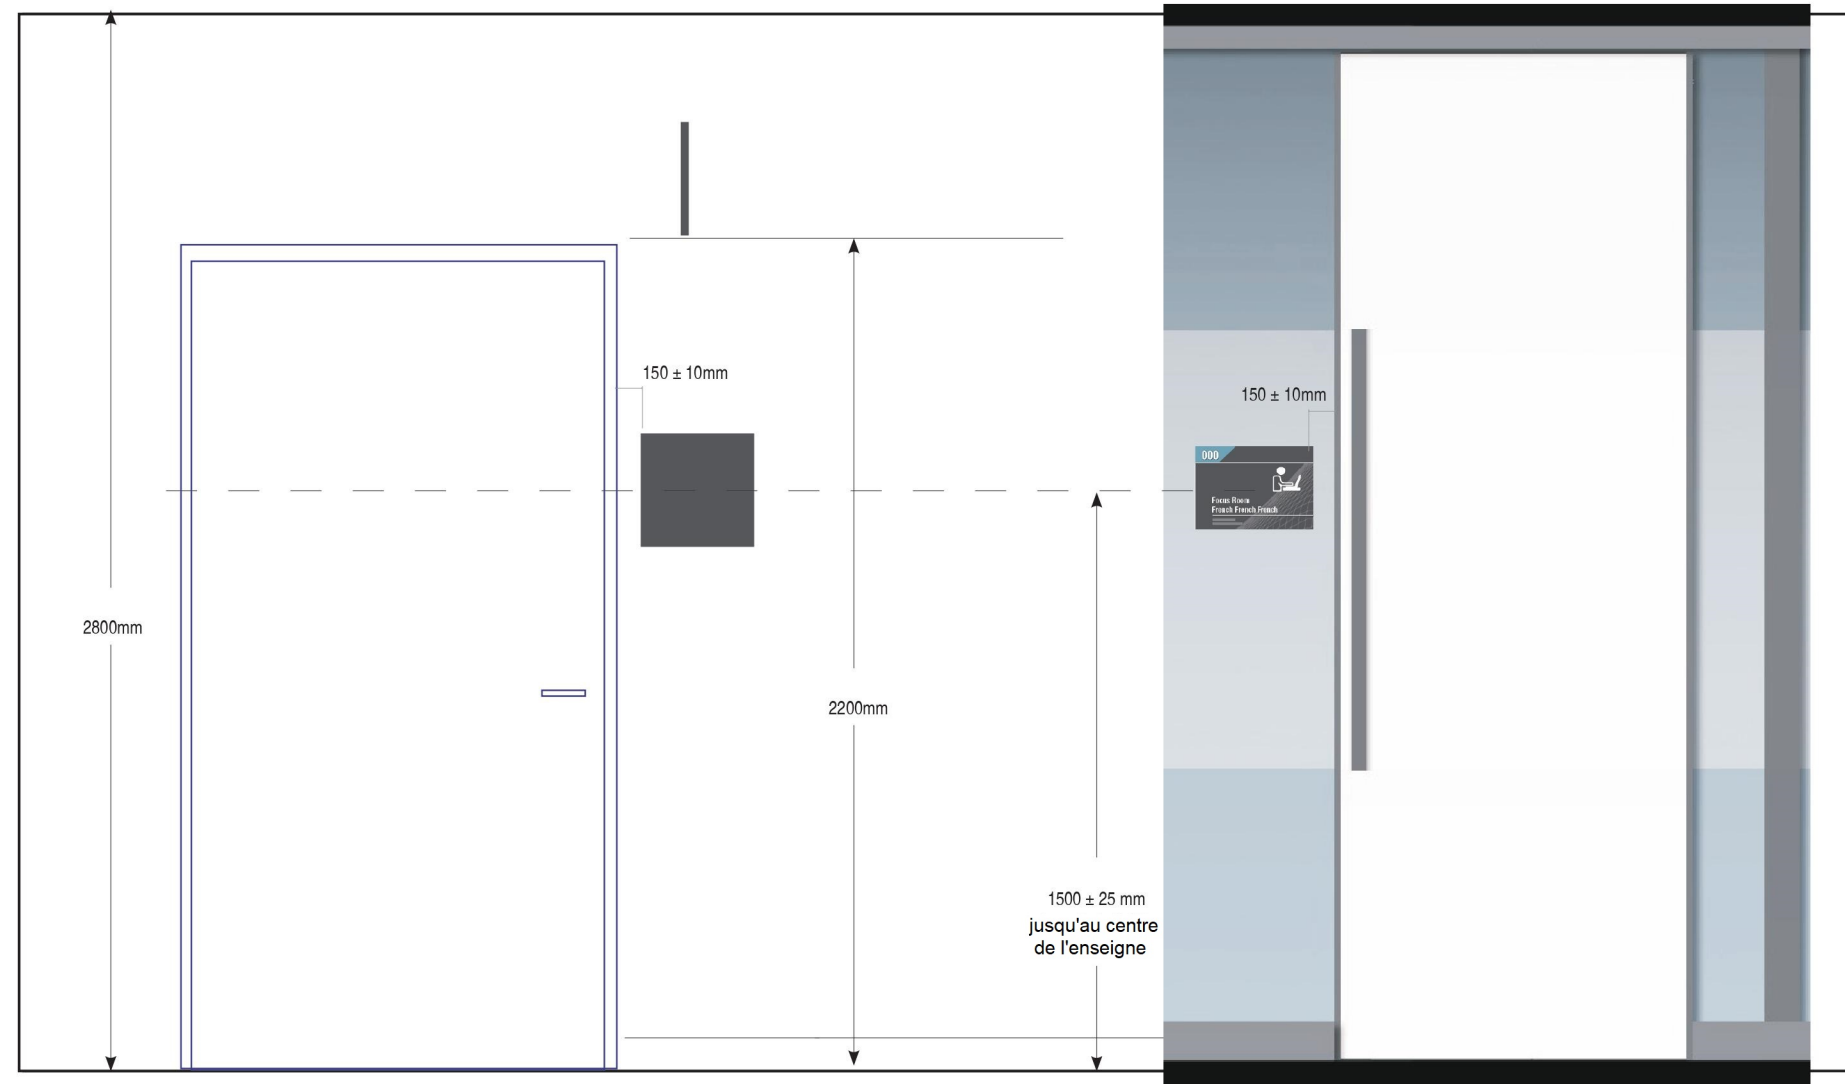 150 ± 10mm
150 ± 10mm
000
Focus Room
French French French
2800mm
2200mm
1500 ± 25 mm
jusqu'au centre
de l'enseigne